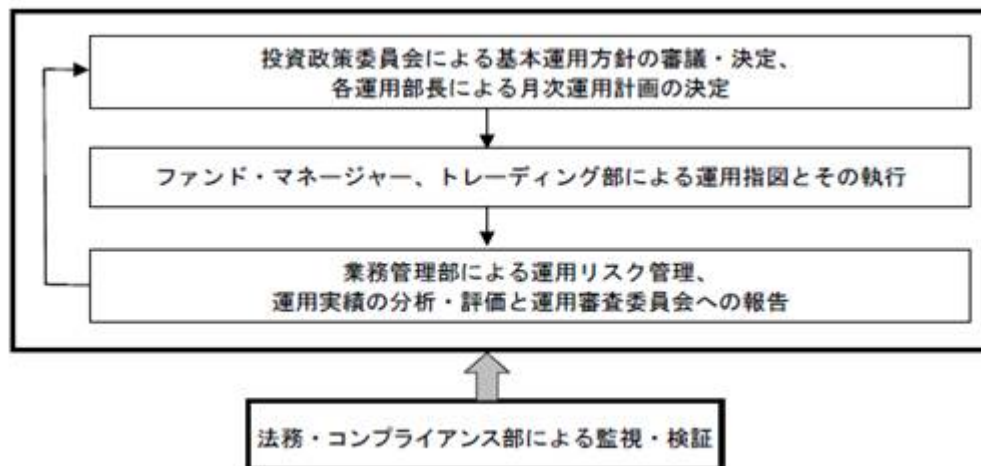 投資政策委員会による基本運用方針の審議・決定、
各運用部長による月次運用計画の決定
ファンド・マネージャー、トレーディング部による運用指図とその執行
業務管理部による運用リスク管理、
運用実績の分析・評価と運用審査委員会への報告
法務・コンプライアンス部による監視・検証